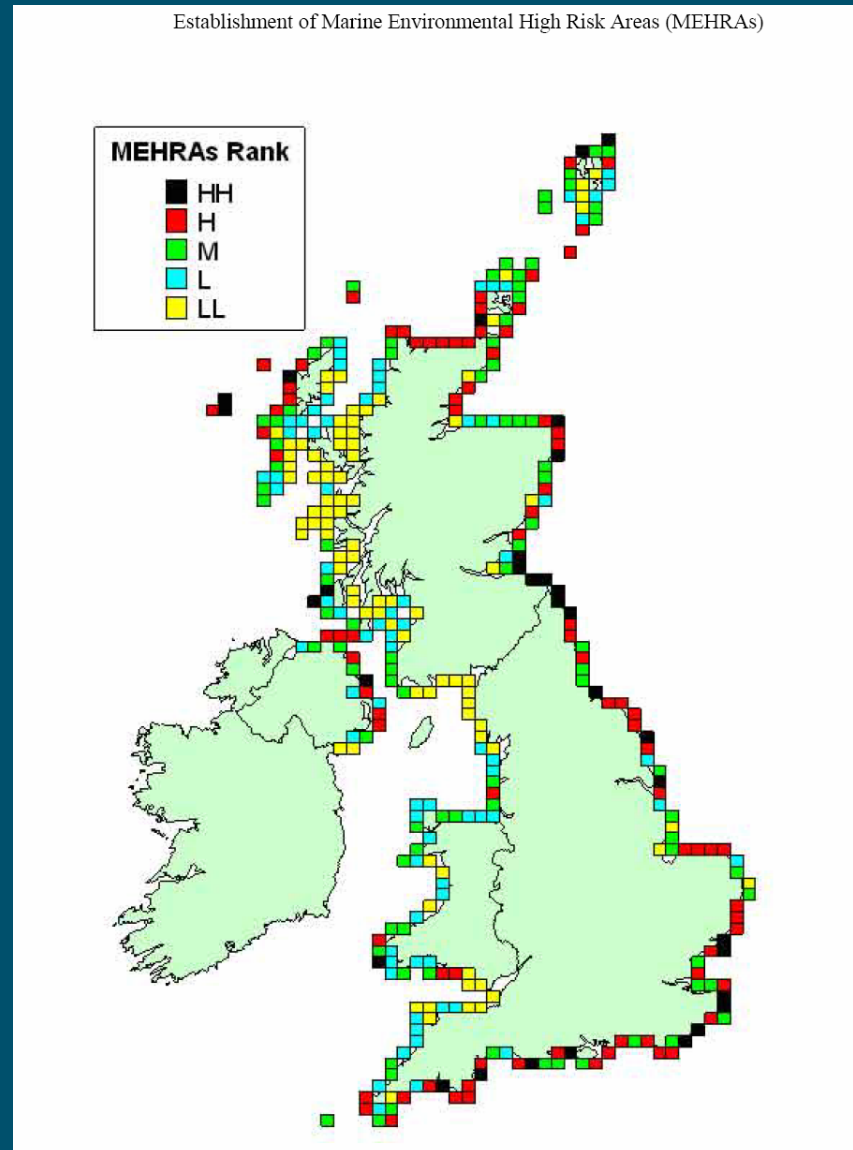 Establishment of Marine Environmental High Risk Areas (MEHRAs)
MEHRAs Rank
HH
H
M
L
LL